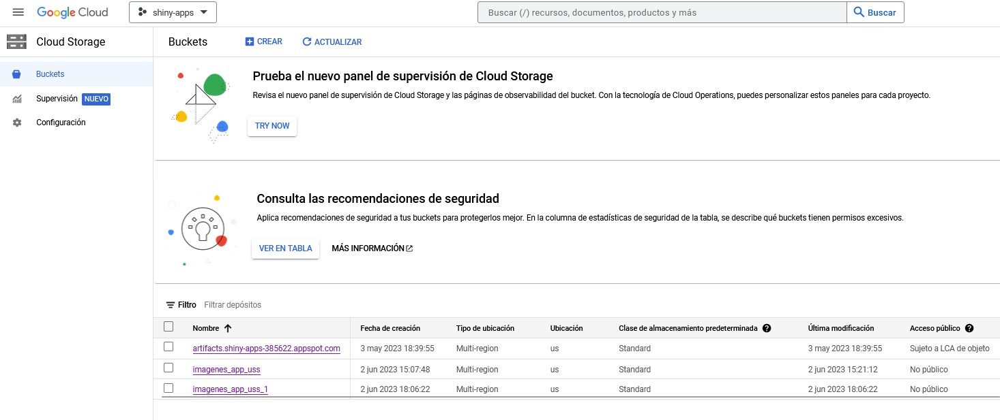 Google Cloud shiny-apps Buscar (/) recursos, documentos, productos y más Buscar
Cloud Storage
Buckets
Supervisión NUEVO
Configuración
Buckets CREAR ACTUALIZAR
Prueba el nuevo panel de supervisión de Cloud Storage
Revisa el nuevo panel de supervisión de Cloud Storage y las páginas de observabilidad del bucket. Con la tecnología de Cloud Operations, puedes personalizar estos paneles para cada proyecto.
TRY NOW
Consulta las recomendaciones de seguridad
Aplica recomendaciones de seguridad a tus buckets para protegerlos mejor. En la columna de estadísticas de seguridad de la tabla, se describe qué buckets tienen permisos excesivos.
VER EN TABLA MÁS INFORMACIÓN
Filtro Filtrar depósitos
Nombre Fecha de creación Tipo de ubicación Ubicación Clase de almacenamiento predeterminada Última modificación Acceso público
artifacts.shiny-apps-385622.appspot.com 3 may 2023 18:39:55 Multi-region us Standard 3 may 2023 18:39:55 Sujeto a LCA de objeto
imagenes_app_uss 2 jun 2023 15:07:48 Multi-region us Standard 2 jun 2023 15:21:12 No público
imagenes_app_uss_1 2 jun 2023 18:06:22 Multi-region us Standard 2 jun 2023 18:06:22 No público